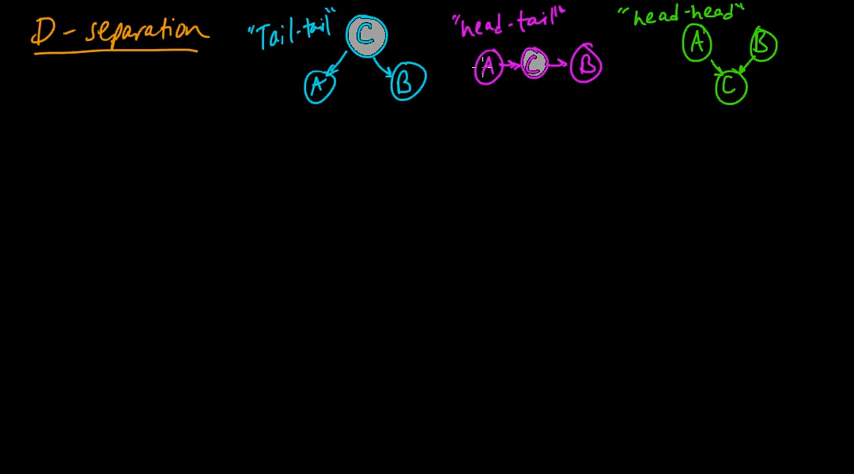 D-separation
"Tail-tail"
C
A B
"head-tail"
A C B
"head-head"
A B
C